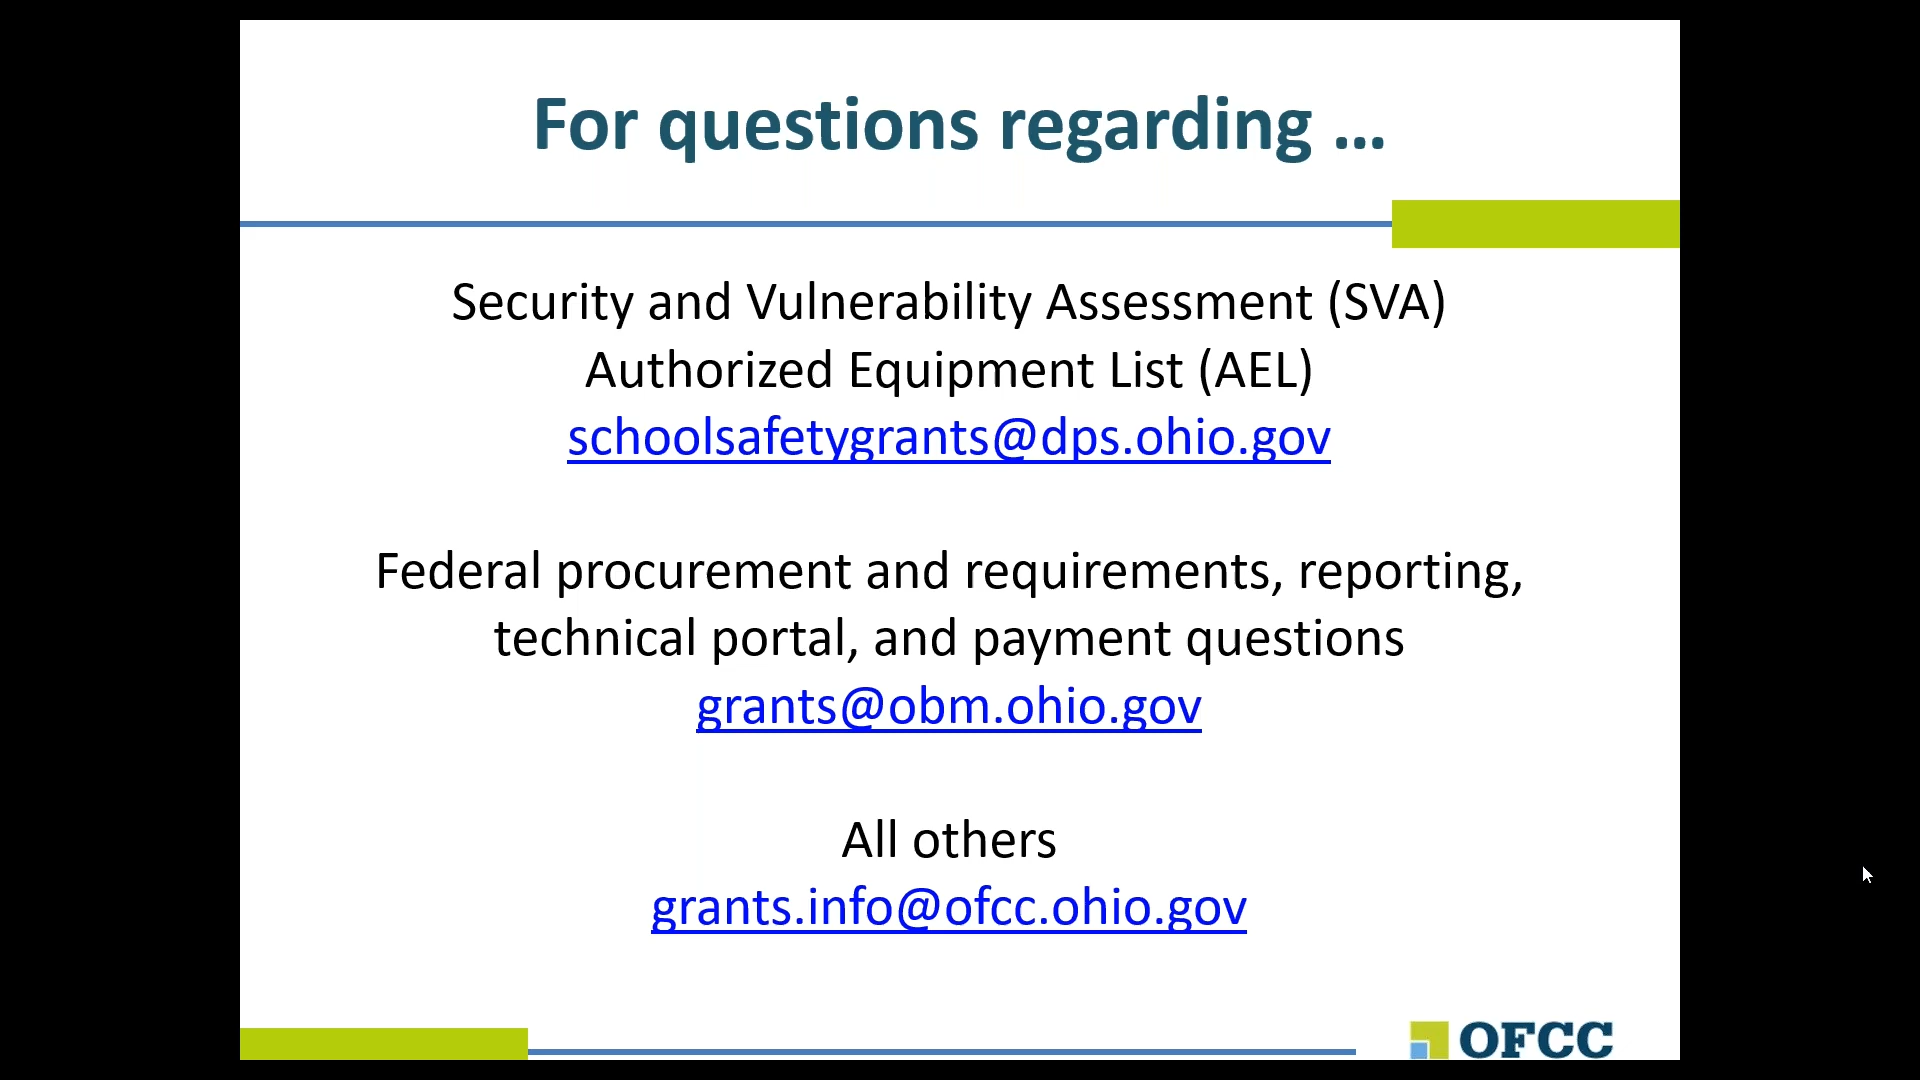 For questions regarding ...
Security and Vulnerability Assessment (SVA)
Authorized Equipment List (AEL)
schoolsafetygrants@dps.ohio.gov
Federal procurement and requirements, reporting,
technical portal, and payment questions
grants@obm.ohio.gov
All others
grants.info@ofcc.ohio.gov
OFCC